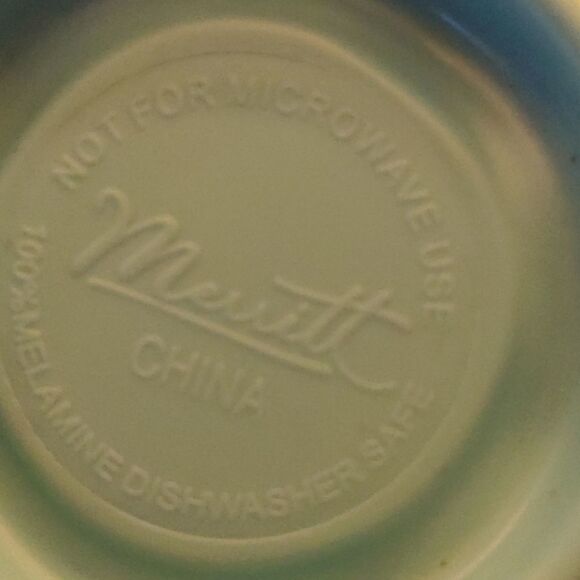 NOT FOR MICROWAVE USE
Merritt
CHINA
100% MELAMINE DISHWASHER SAFE